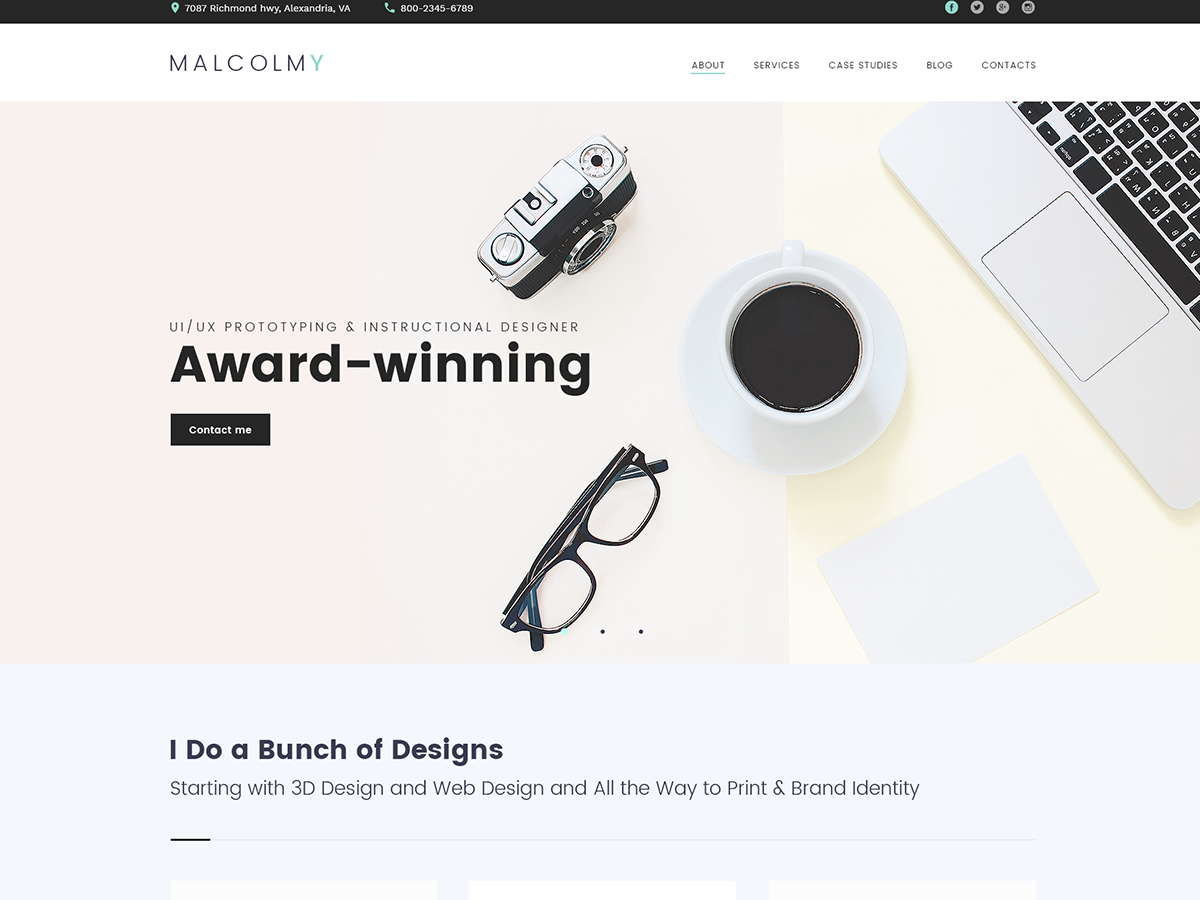 7087 Richmond hwy, Alexandria, VA 800-2345-6789
MALCOLMY
ABOUT SERVICES CASE STUDIES BLOG CONTACTS
UI/UX PROTOTYPING & INSTRUCTIONAL DESIGNER
Award-winning
Contact me
I Do a Bunch of Designs
Starting with 3D Design and Web Design and All the Way to Print & Brand Identity